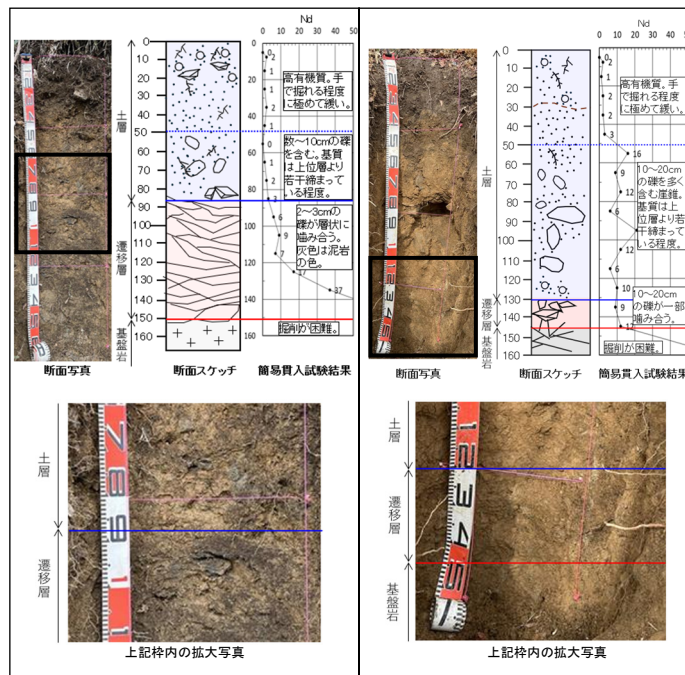 Nd
0 10 20 30 40 50
土層
遷移層
基盤岩
0
10
20
30
40
50
60
70
80
90
100
110
120
130
140
150
160
高有機質。手
で掘れる程度
に極めて緩い。
数～10cmの礫
を含む。基質
は上位層より
若干締まって
いる程度。
2～3cmの
礫が層状に
噛み合う。
灰色は泥岩
の色。
掘削が困難。
断面写真
断面スケッチ
簡易貫入試験結果
土層
遷移層
上記枠内の拡大写真
Nd
0 10 20 30 40 50
土層
遷移層
基盤岩
0
10
20
30
40
50
60
70
80
90
100
110
120
130
140
150
160
高有機質。手
で掘れる程度
に極めて緩い。
10～20cm
の礫を多く
含む崖錐。
基質は上
位層より若
干締まって
いる程度。
10～20cm
の礫が一部
噛み合う。
掘削が困難。
断面写真
断面スケッチ
簡易貫入試験結果
土層
遷移層
基盤岩
上記枠内の拡大写真